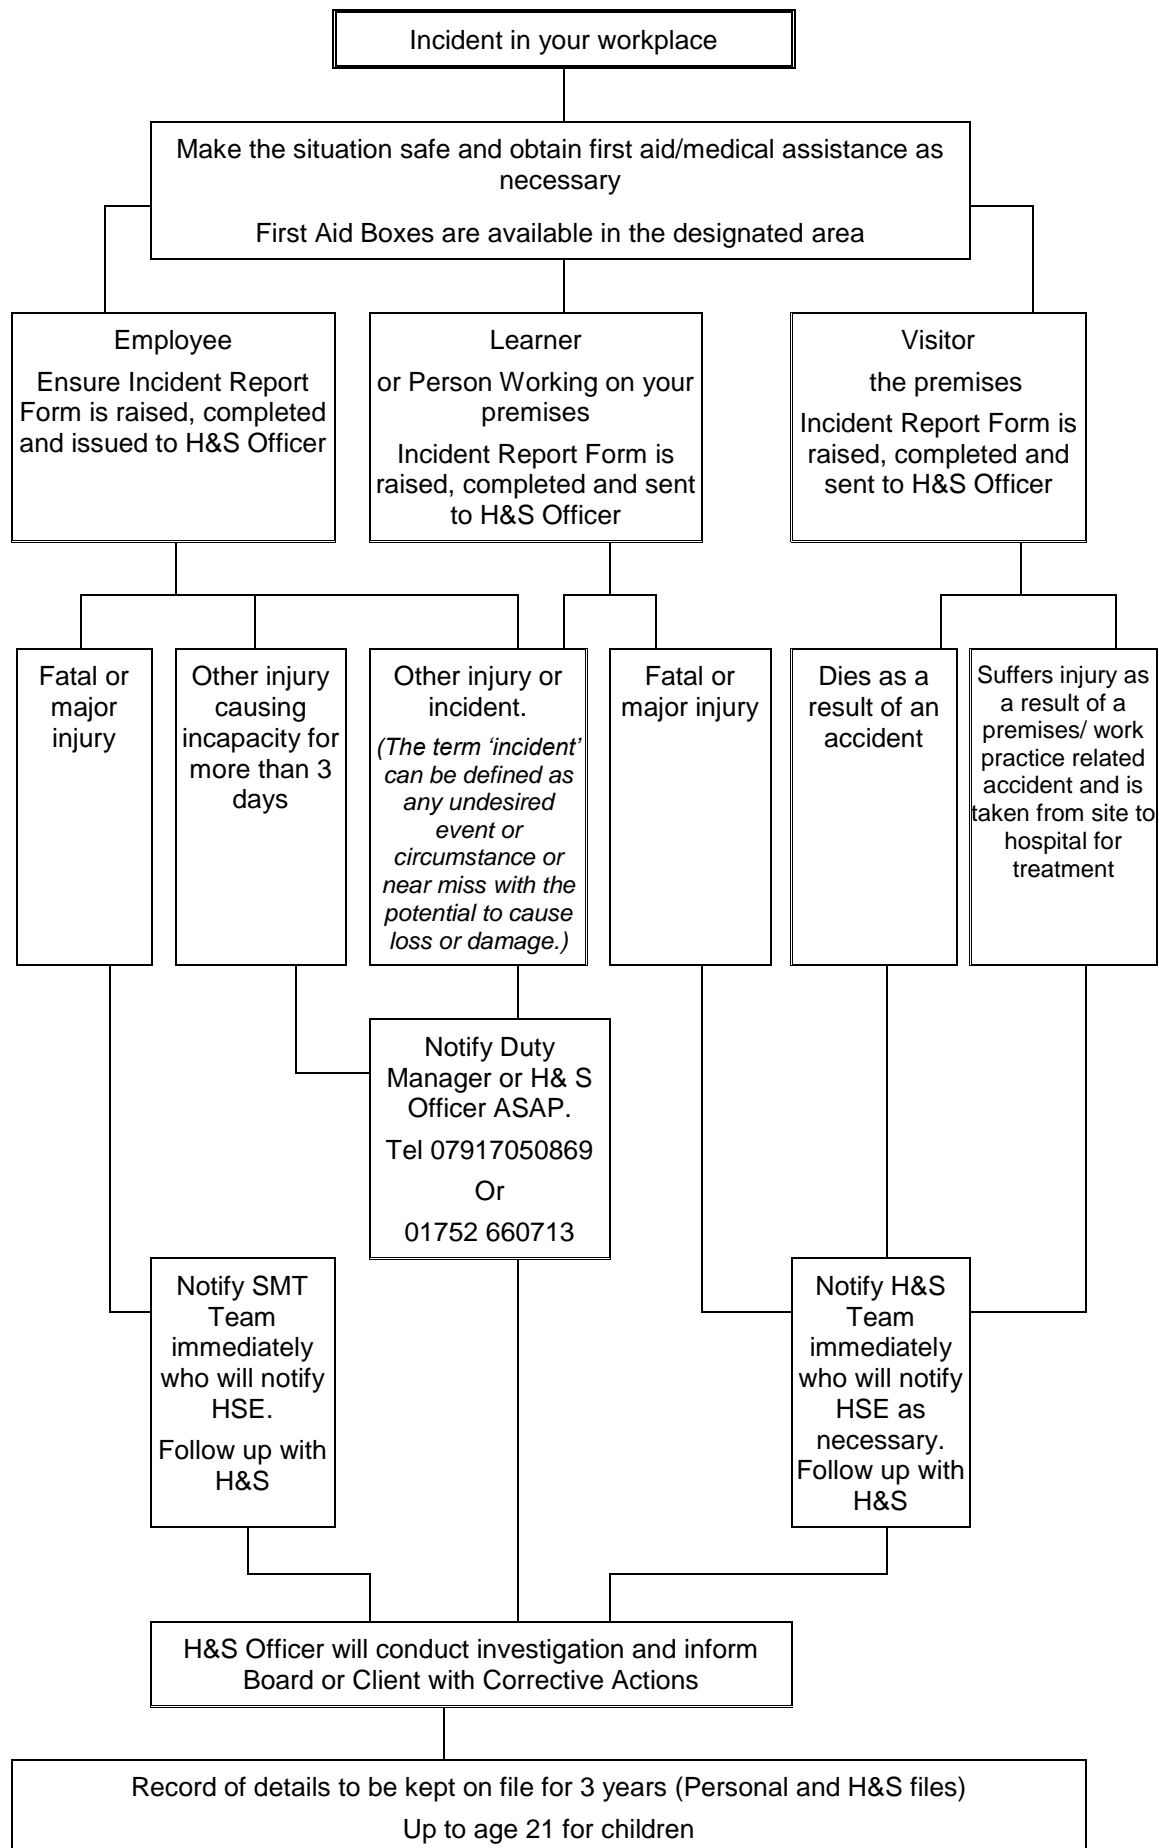 Incident in your workplace
Make the situation safe and obtain first aid/medical assistance as
necessary
First Aid Boxes are available in the designated area
Employee
Ensure Incident Report
Form is raised, completed
and issued to H&S Officer
Learner
or Person Working on your
premises
Incident Report Form is
raised, completed and sent
to H&S Officer
Visitor
the premises
Incident Report Form is
raised, completed and
sent to H&S Officer
Fatal or
major
injury
Other injury
causing
incapacity for
more than 3
days
Other injury or
incident.
(The term ‘incident’
can be defined as
any undesired
event or
circumstance or
near miss with the
potential to cause
loss or damage.)
Fatal or
major injury
Dies as a
result of an
accident
Suffers injury as
a result of a
premises/ work
practice related
accident and is
taken from site to
hospital for
treatment
Notify Duty
Manager or H& S
Officer ASAP.
Tel 07917050869
Or
01752 660713
Notify SMT
Team
immediately
who will notify
HSE.
Follow up with
H&S
Notify H&S
Team
immediately
who will notify
HSE as
necessary.
Follow up with
H&S
H&S Officer will conduct investigation and inform
Board or Client with Corrective Actions
Record of details to be kept on file for 3 years (Personal and H&S files)
Up to age 21 for children